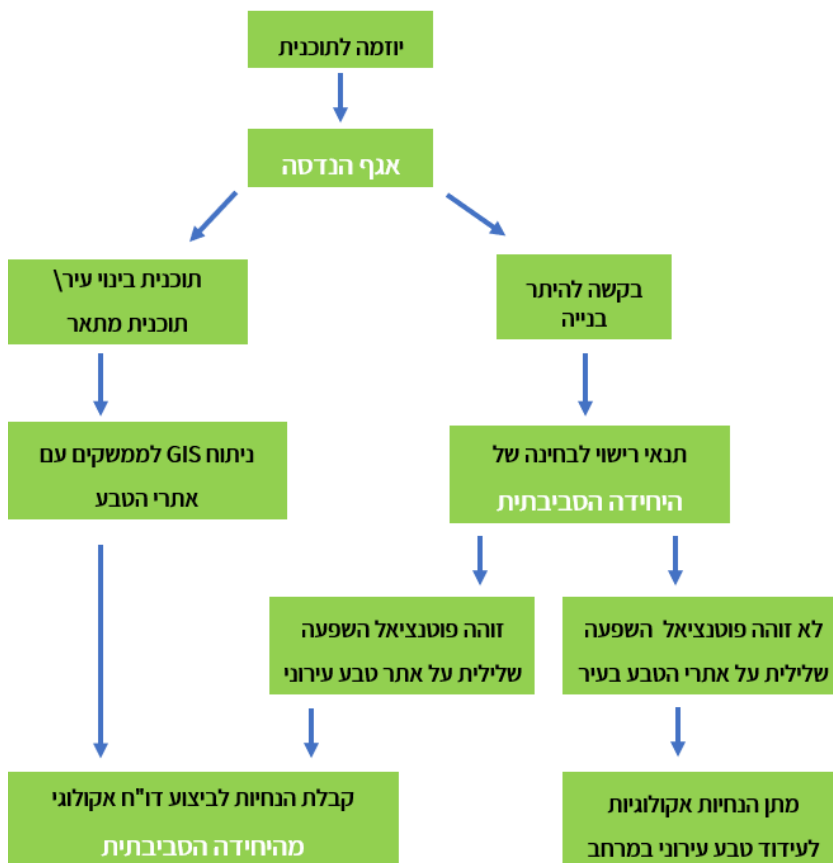 יוזמה לתוכנית
אגף הנדסה
בקשה להיתר
בנייה
תוכנית בינוי עיר\
תוכנית מתאר
תנאי רישוי לבחינה של
היחידה הסביבתית
ניתוח GIS לממשקים עם
אתרי הטבע
לא זוהה פוטנציאל השפעה
שלילית על אתרי הטבע בעיר
זוהה פוטנציאל השפעה
שלילית על אתר טבע עירוני
מתן הנחיות אקולוגיות
לעידוד טבע עירוני במרחב
קבלת הנחיות לביצוע דו"ח אקולוגי
מהיחידה הסביבתית